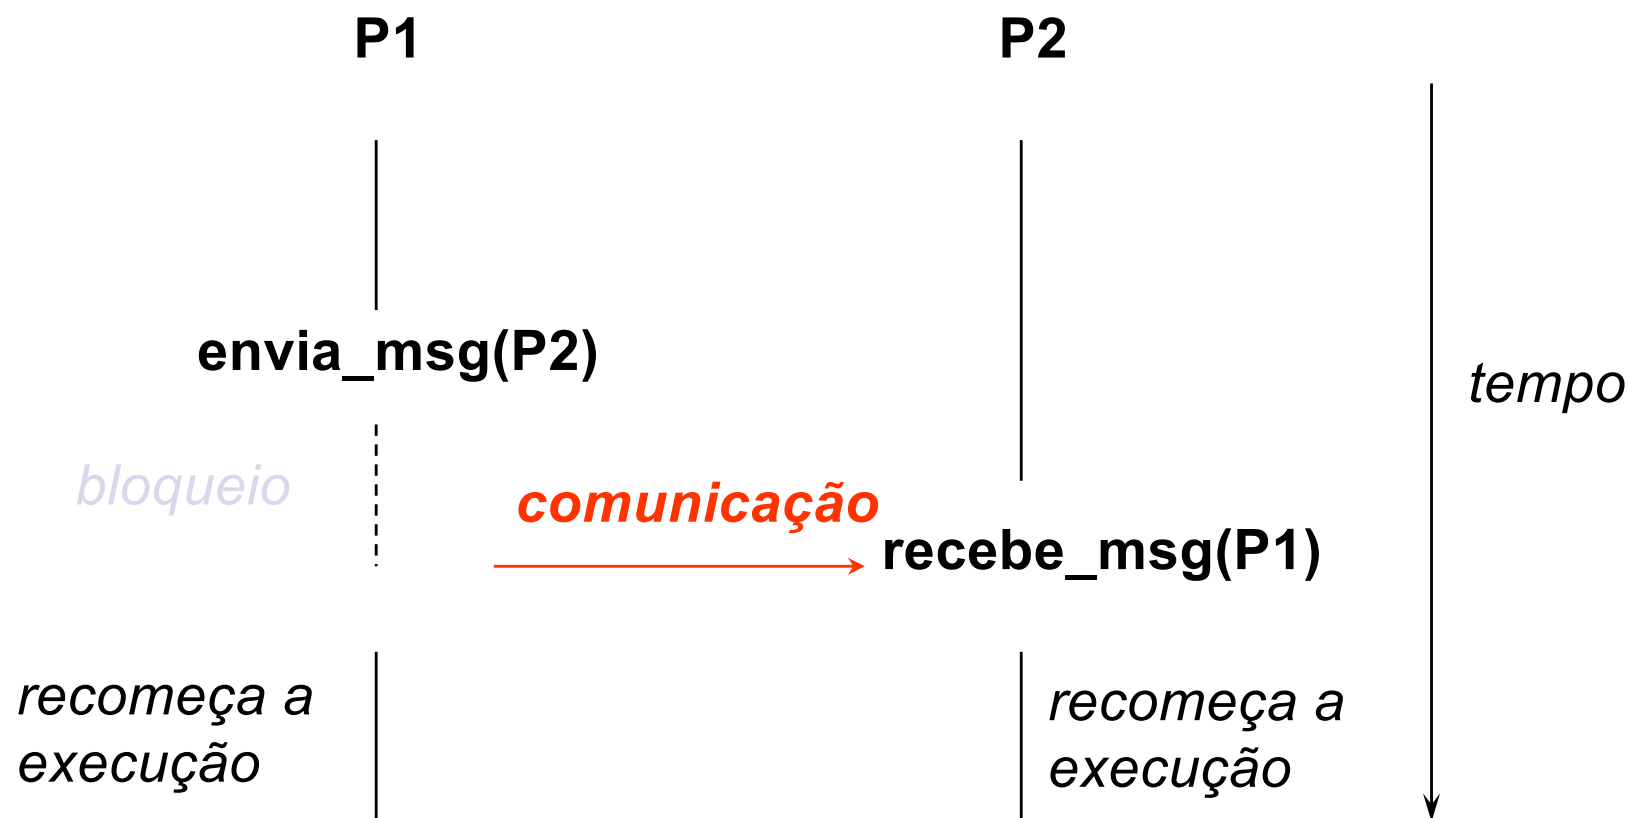 P1
P2
envia_msg(P2)
tempo
bloqueio
comunicação
recebe_msg(P1)
recomeça a
execução
recomeça a
execução